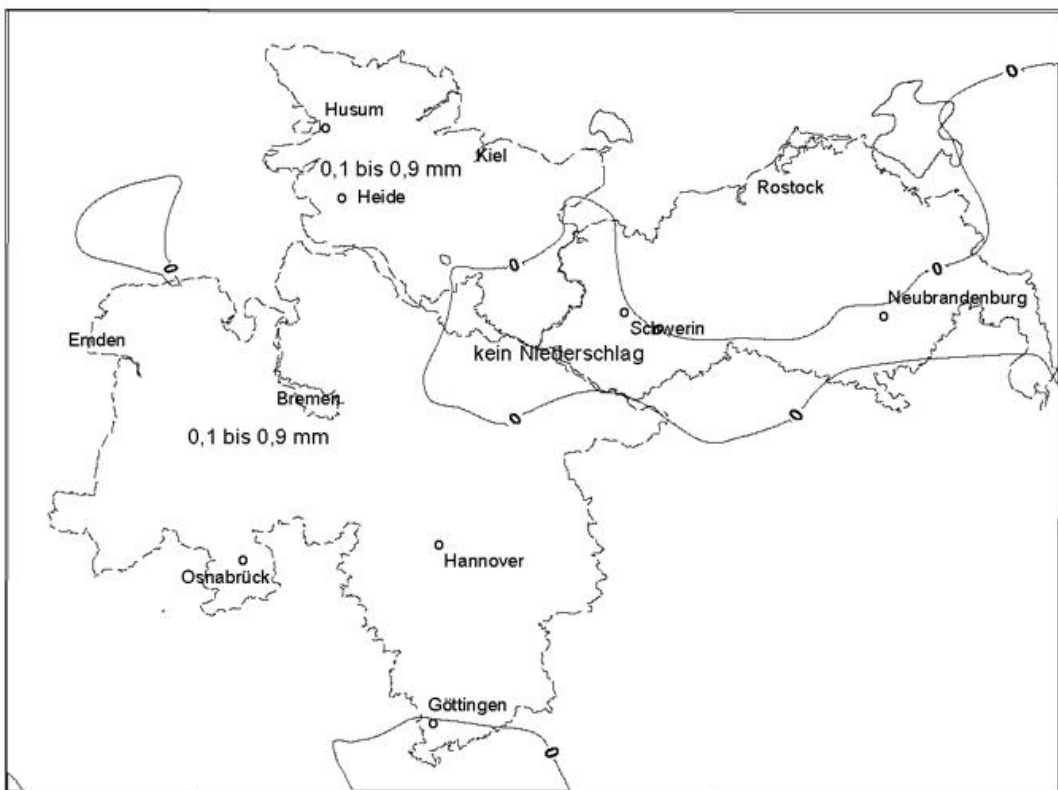 0
Husum
Kiel
0,1 bis 0,9 mm
Rostock
Heide
0
0
0
Neubrandenburg
Schwerin
Emden
kein Niederschlag
Bremen
0
0
0,1 bis 0,9 mm
Hannover
Osnabrück
Göttingen
0